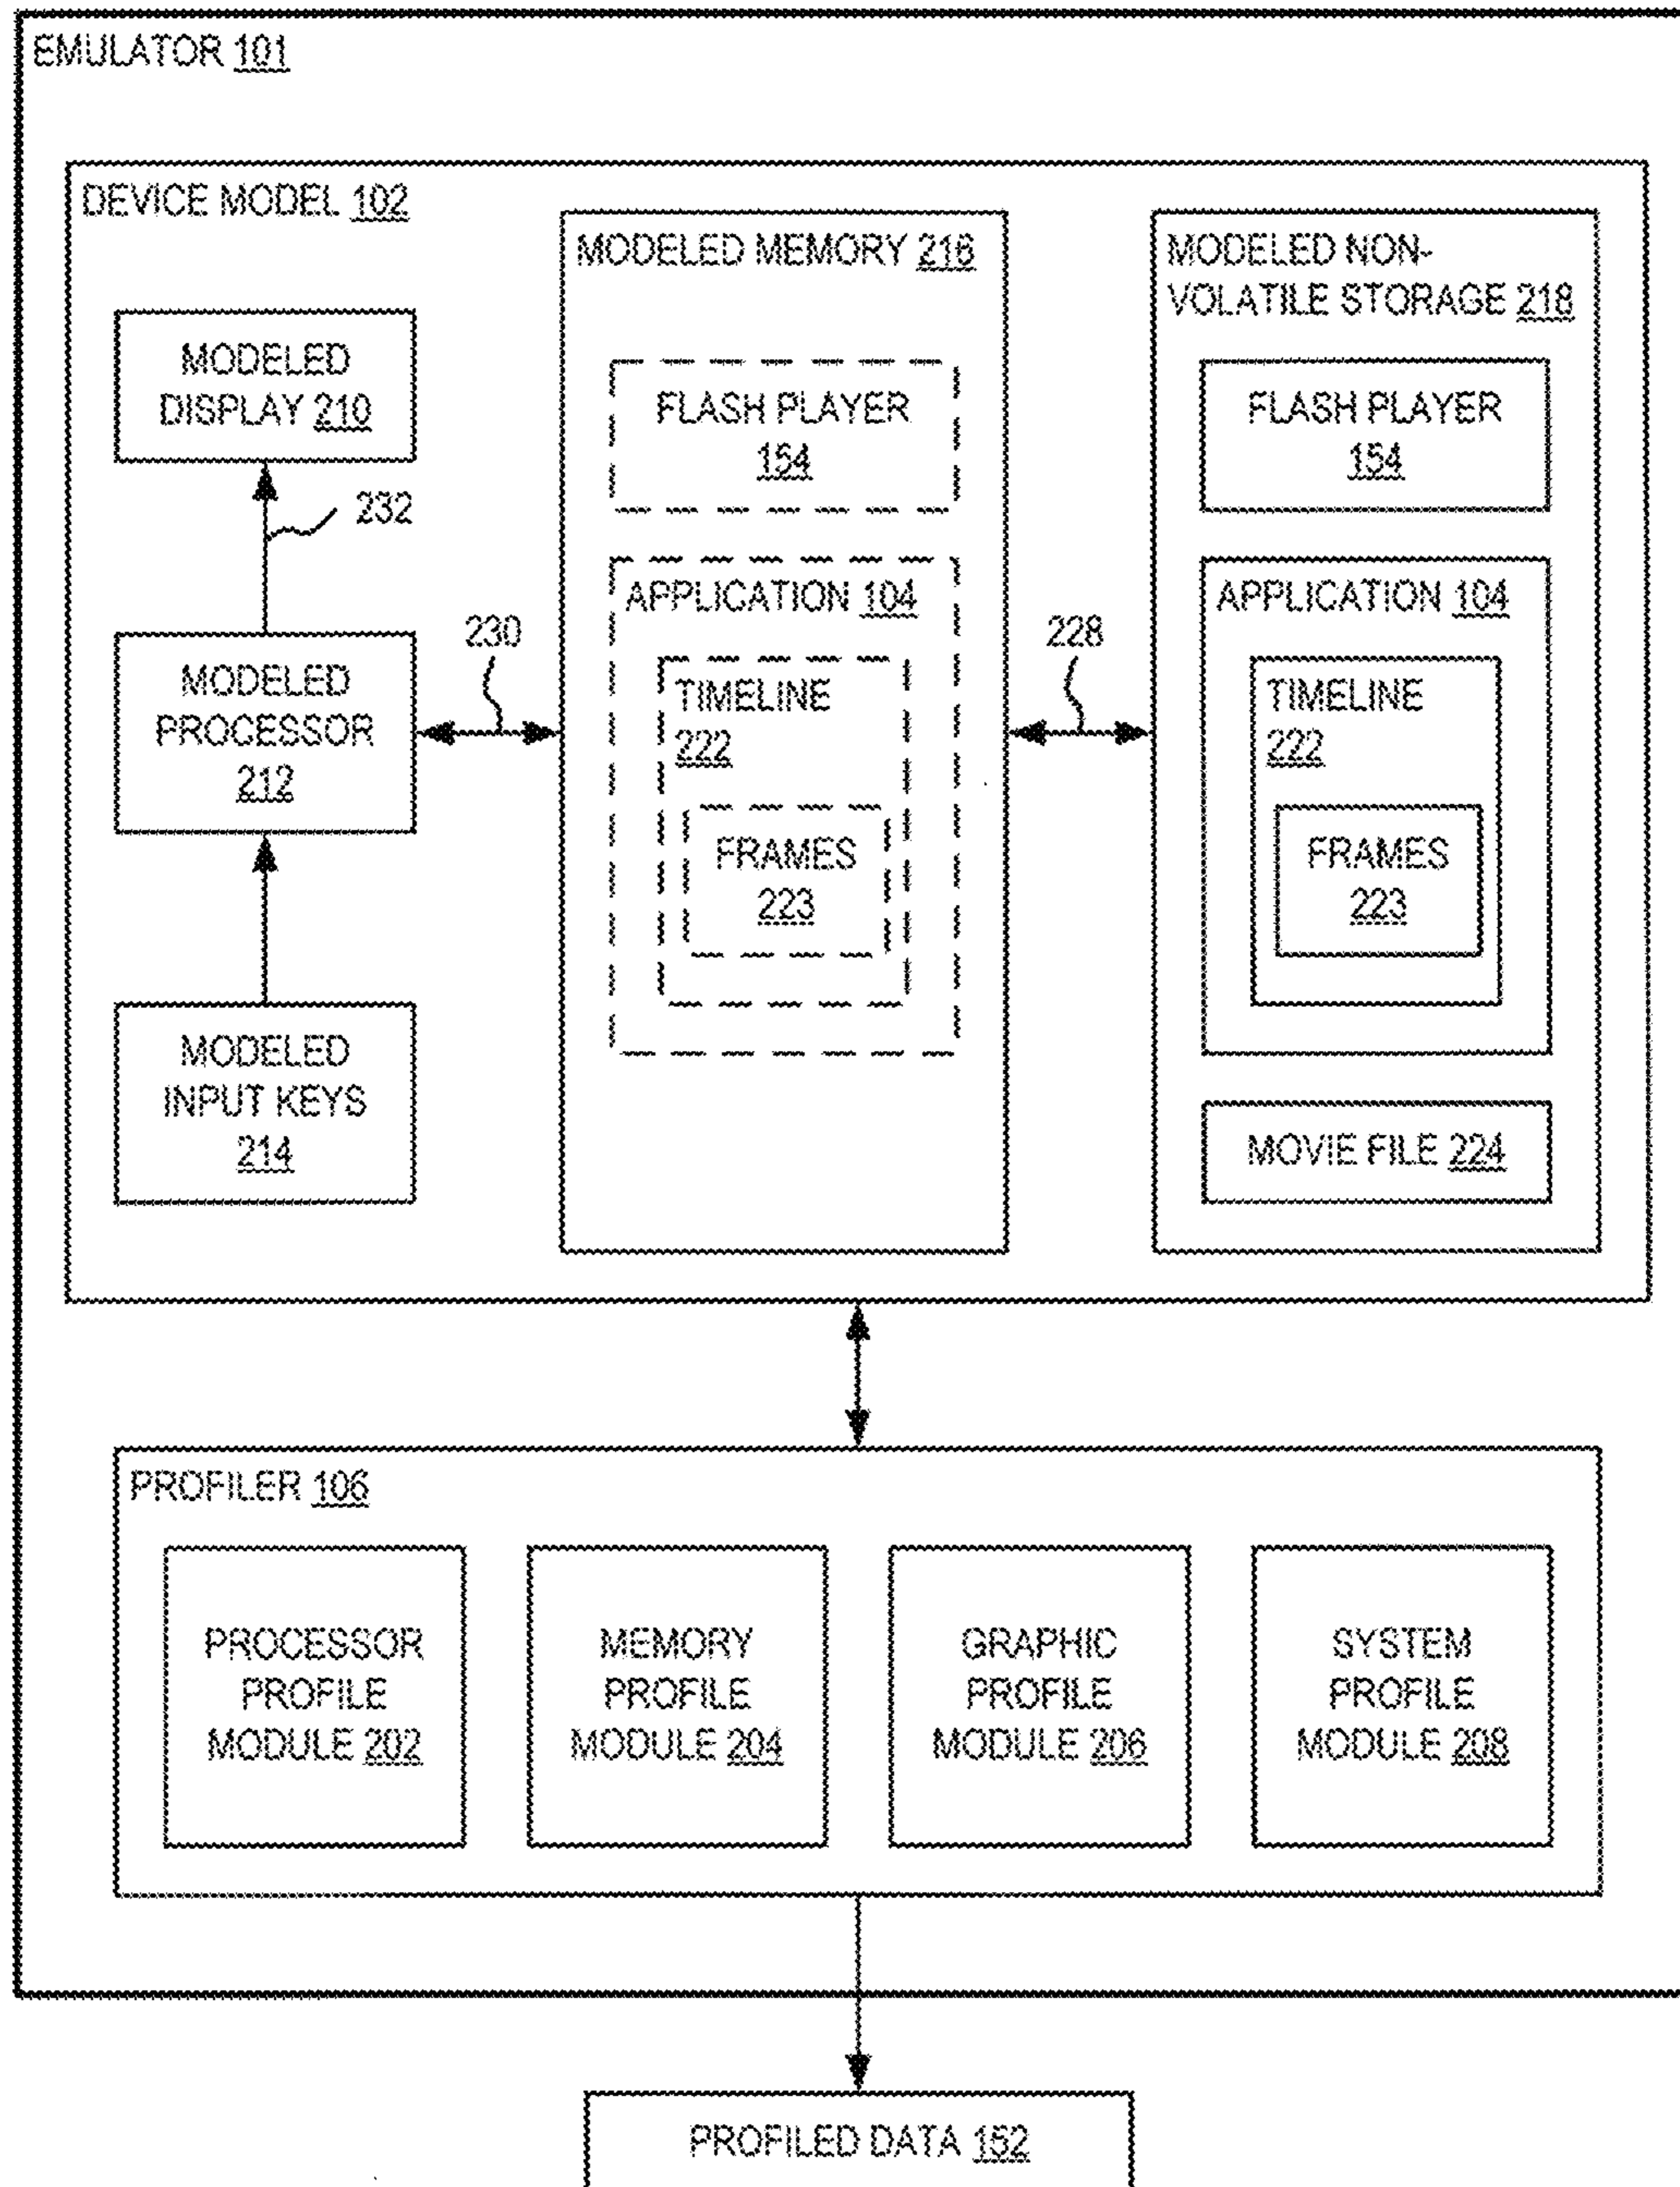 EMULATOR 101
DEVICE MODEL 102
MODELED
DISPLAY 210
232
MODELED
PROCESSOR
212
MODELED
INPUT KEYS
214
230
MODELED MEMORY 216
FLASH PLAYER
154
APPLICATION 104
TIMELINE
222
FRAMES
223
228
MODELED NON-
VOLATILE STORAGE 218
FLASH PLAYER
154
APPLICATION 104
TIMELINE
222
FRAMES
223
MOVIE FILE 224
PROFILER 106
PROCESSOR
PROFILE
MODULE 202
MEMORY
PROFILE
MODULE 204
GRAPHIC
PROFILE
MODULE 206
SYSTEM
PROFILE
MODULE 208
PROFILED DATA 152